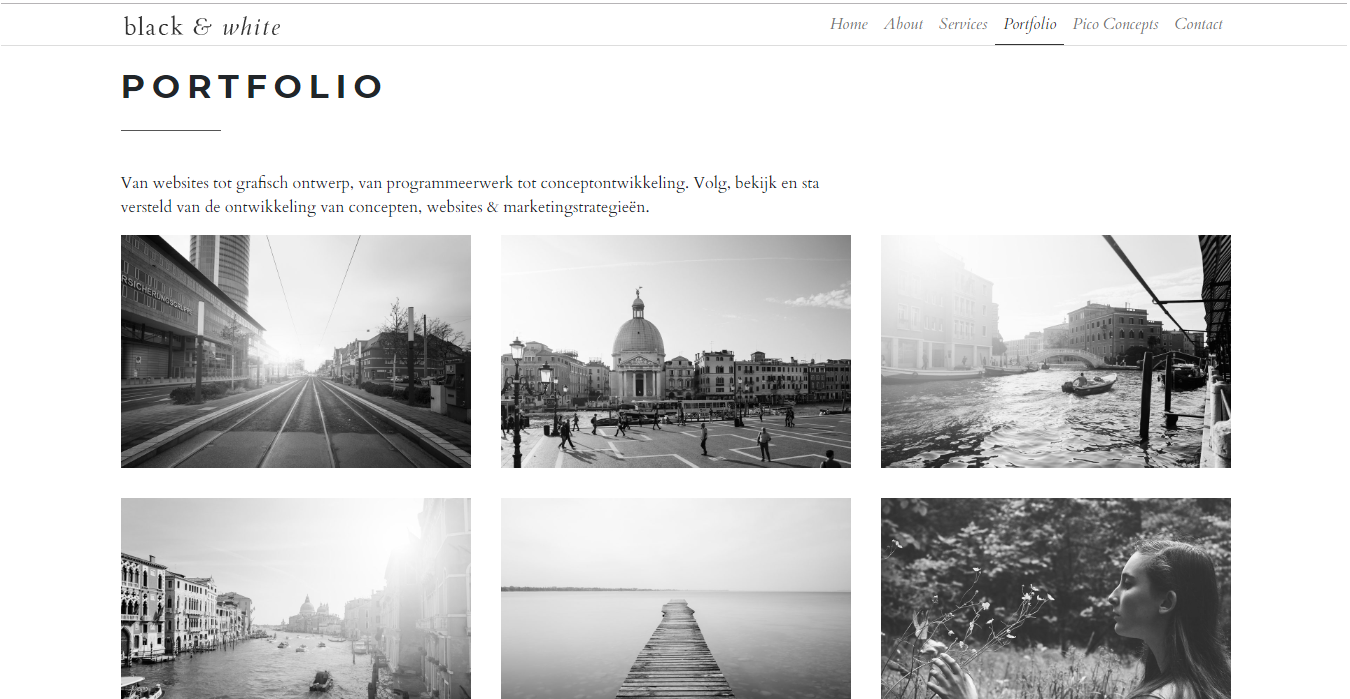 black & white
Home About Services Portfolio Pico Concepts Contact
PORTFOLIO
Van websites tot grafisch ontwerp, van programmeerwerk tot conceptontwikkeling. Volg, bekijk en sta
versteld van de ontwikkeling van concepten, websites & marketingstrategieën.
RSICHERUNGSGRUPPE